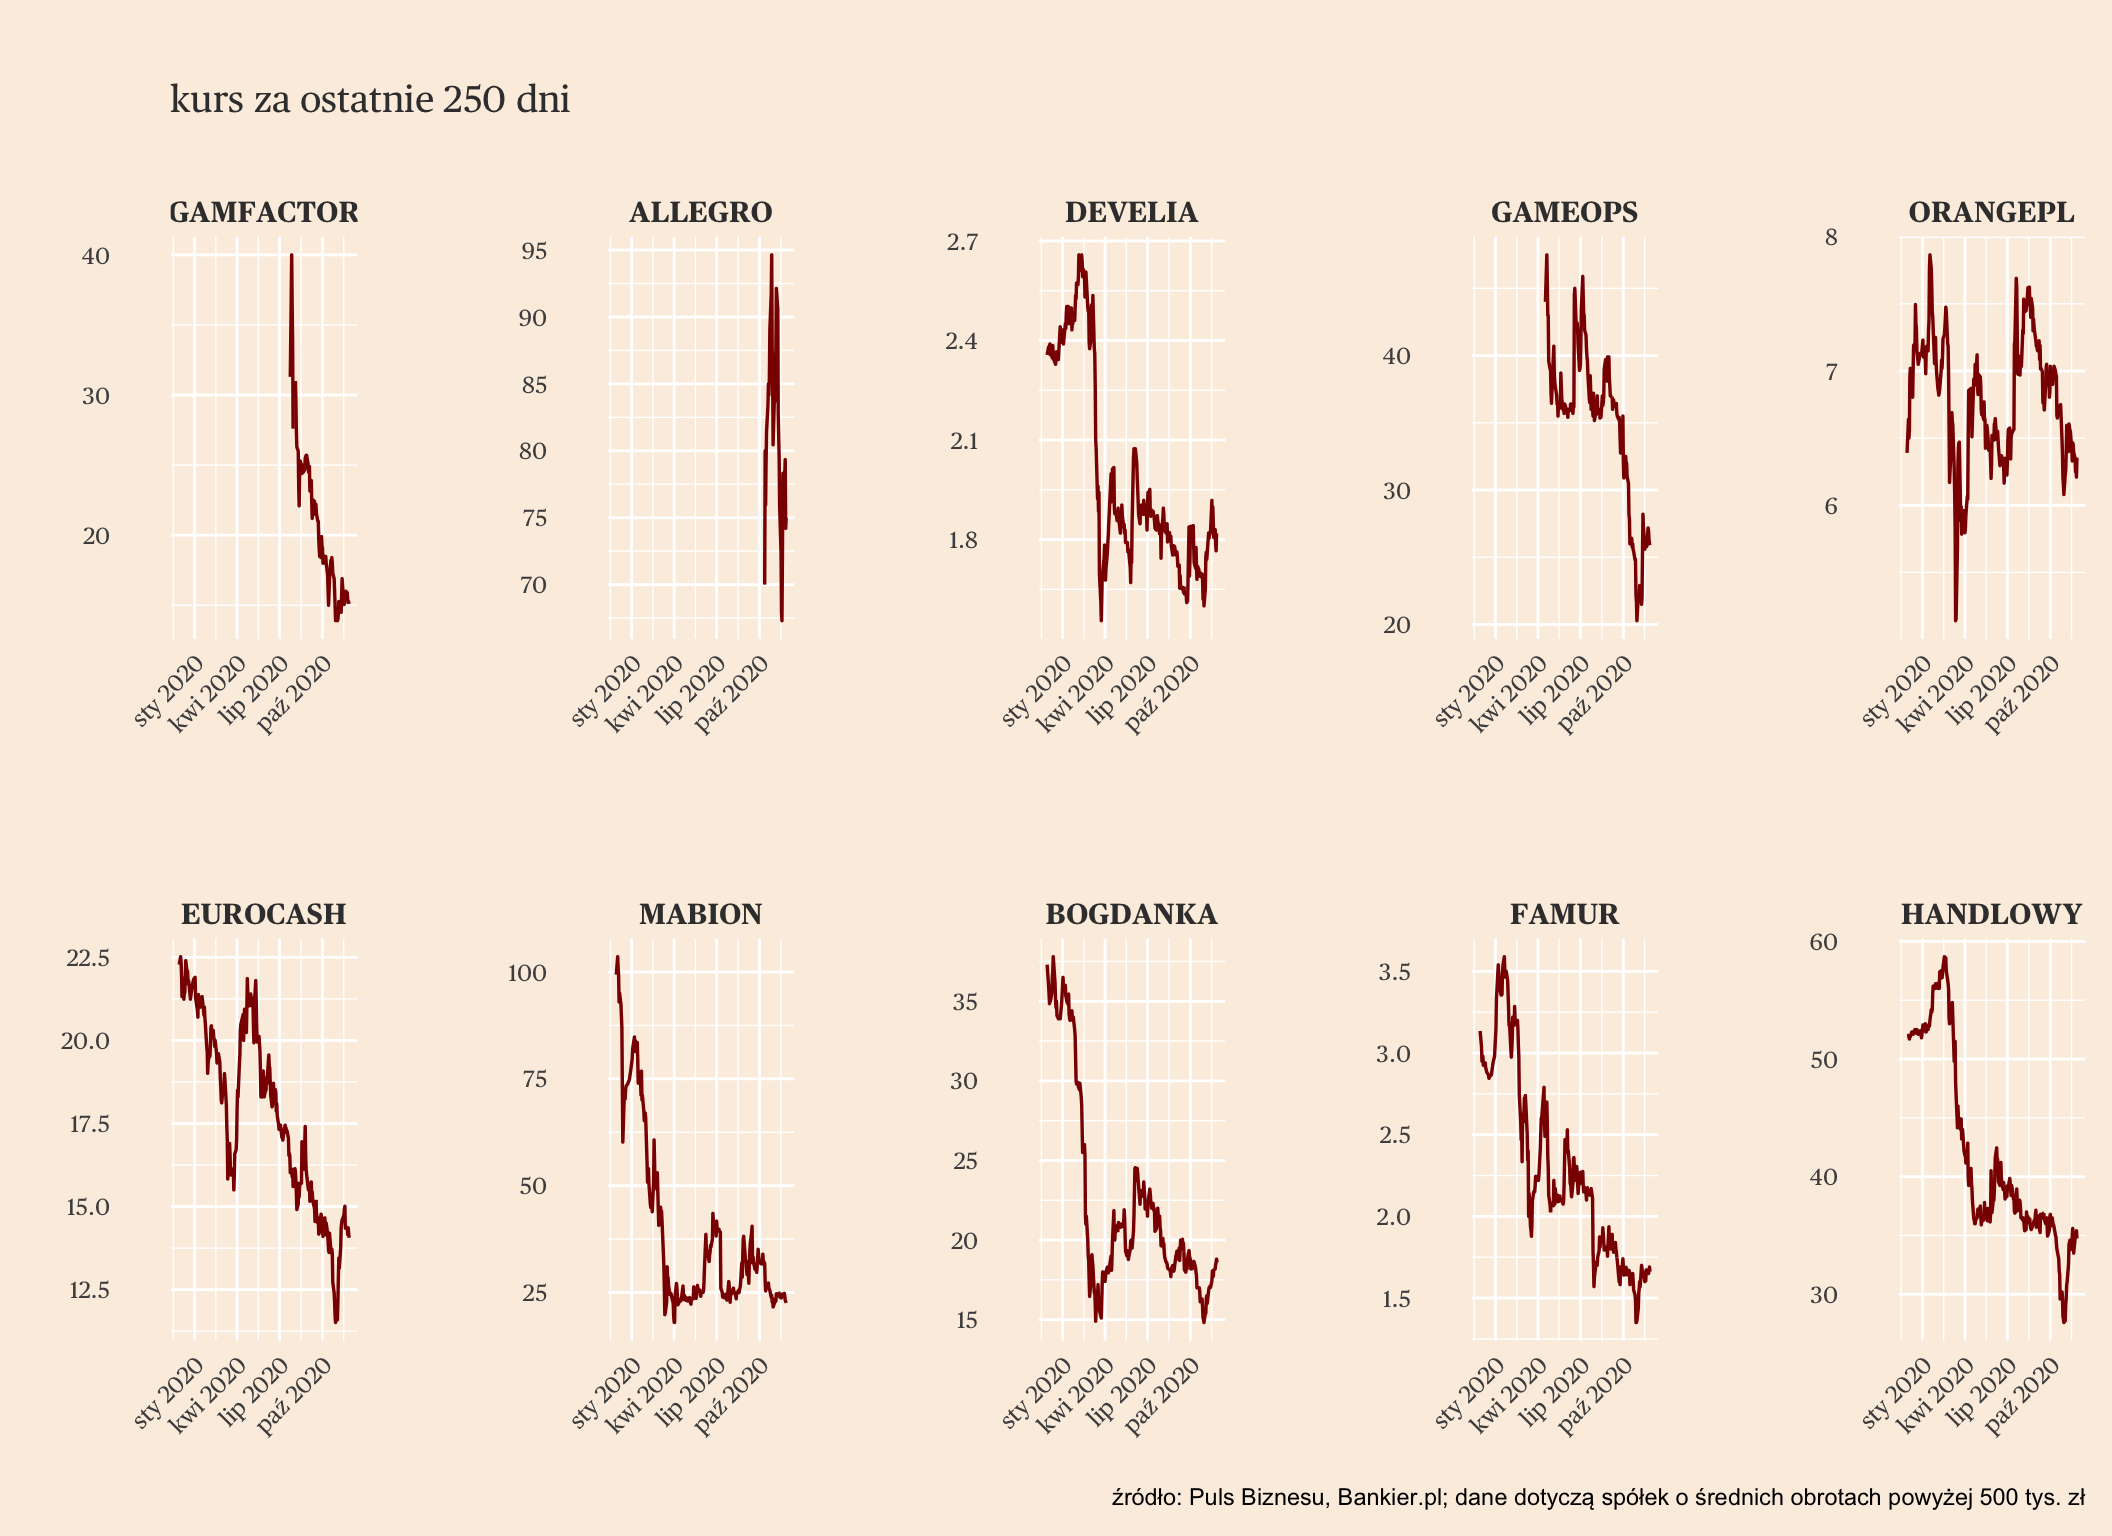 kurs za ostatnie 250 dni
GAMFACTOR
40
30
20
sty 2020
kwi 2020
lip 2020
paź 2020
ALLEGRO
95
90
85
80
75
70
sty 2020
kwi 2020
lip 2020
paź 2020
DEVELIA
2.7
2.4
2.1
1.8
sty 2020
kwi 2020
lip 2020
paź 2020
GAMEOPS
40
30
20
sty 2020
kwi 2020
lip 2020
paź 2020
ORANGEPL
8
7
6
sty 2020
kwi 2020
lip 2020
paź 2020
EUROCASH
22.5
20.0
17.5
15.0
12.5
sty 2020
kwi 2020
lip 2020
paź 2020
MABION
100
75
50
25
sty 2020
kwi 2020
lip 2020
paź 2020
BOGDANKA
35
30
25
20
15
sty 2020
kwi 2020
lip 2020
paź 2020
FAMUR
3.5
3.0
2.5
2.0
1.5
sty 2020
kwi 2020
lip 2020
paź 2020
HANDLOWY
60
50
40
30
sty 2020
kwi 2020
lip 2020
paź 2020
źródło: Puls Biznesu, Bankier.pl; dane dotyczą spółek o średnich obrotach powyżej 500 tys. zł